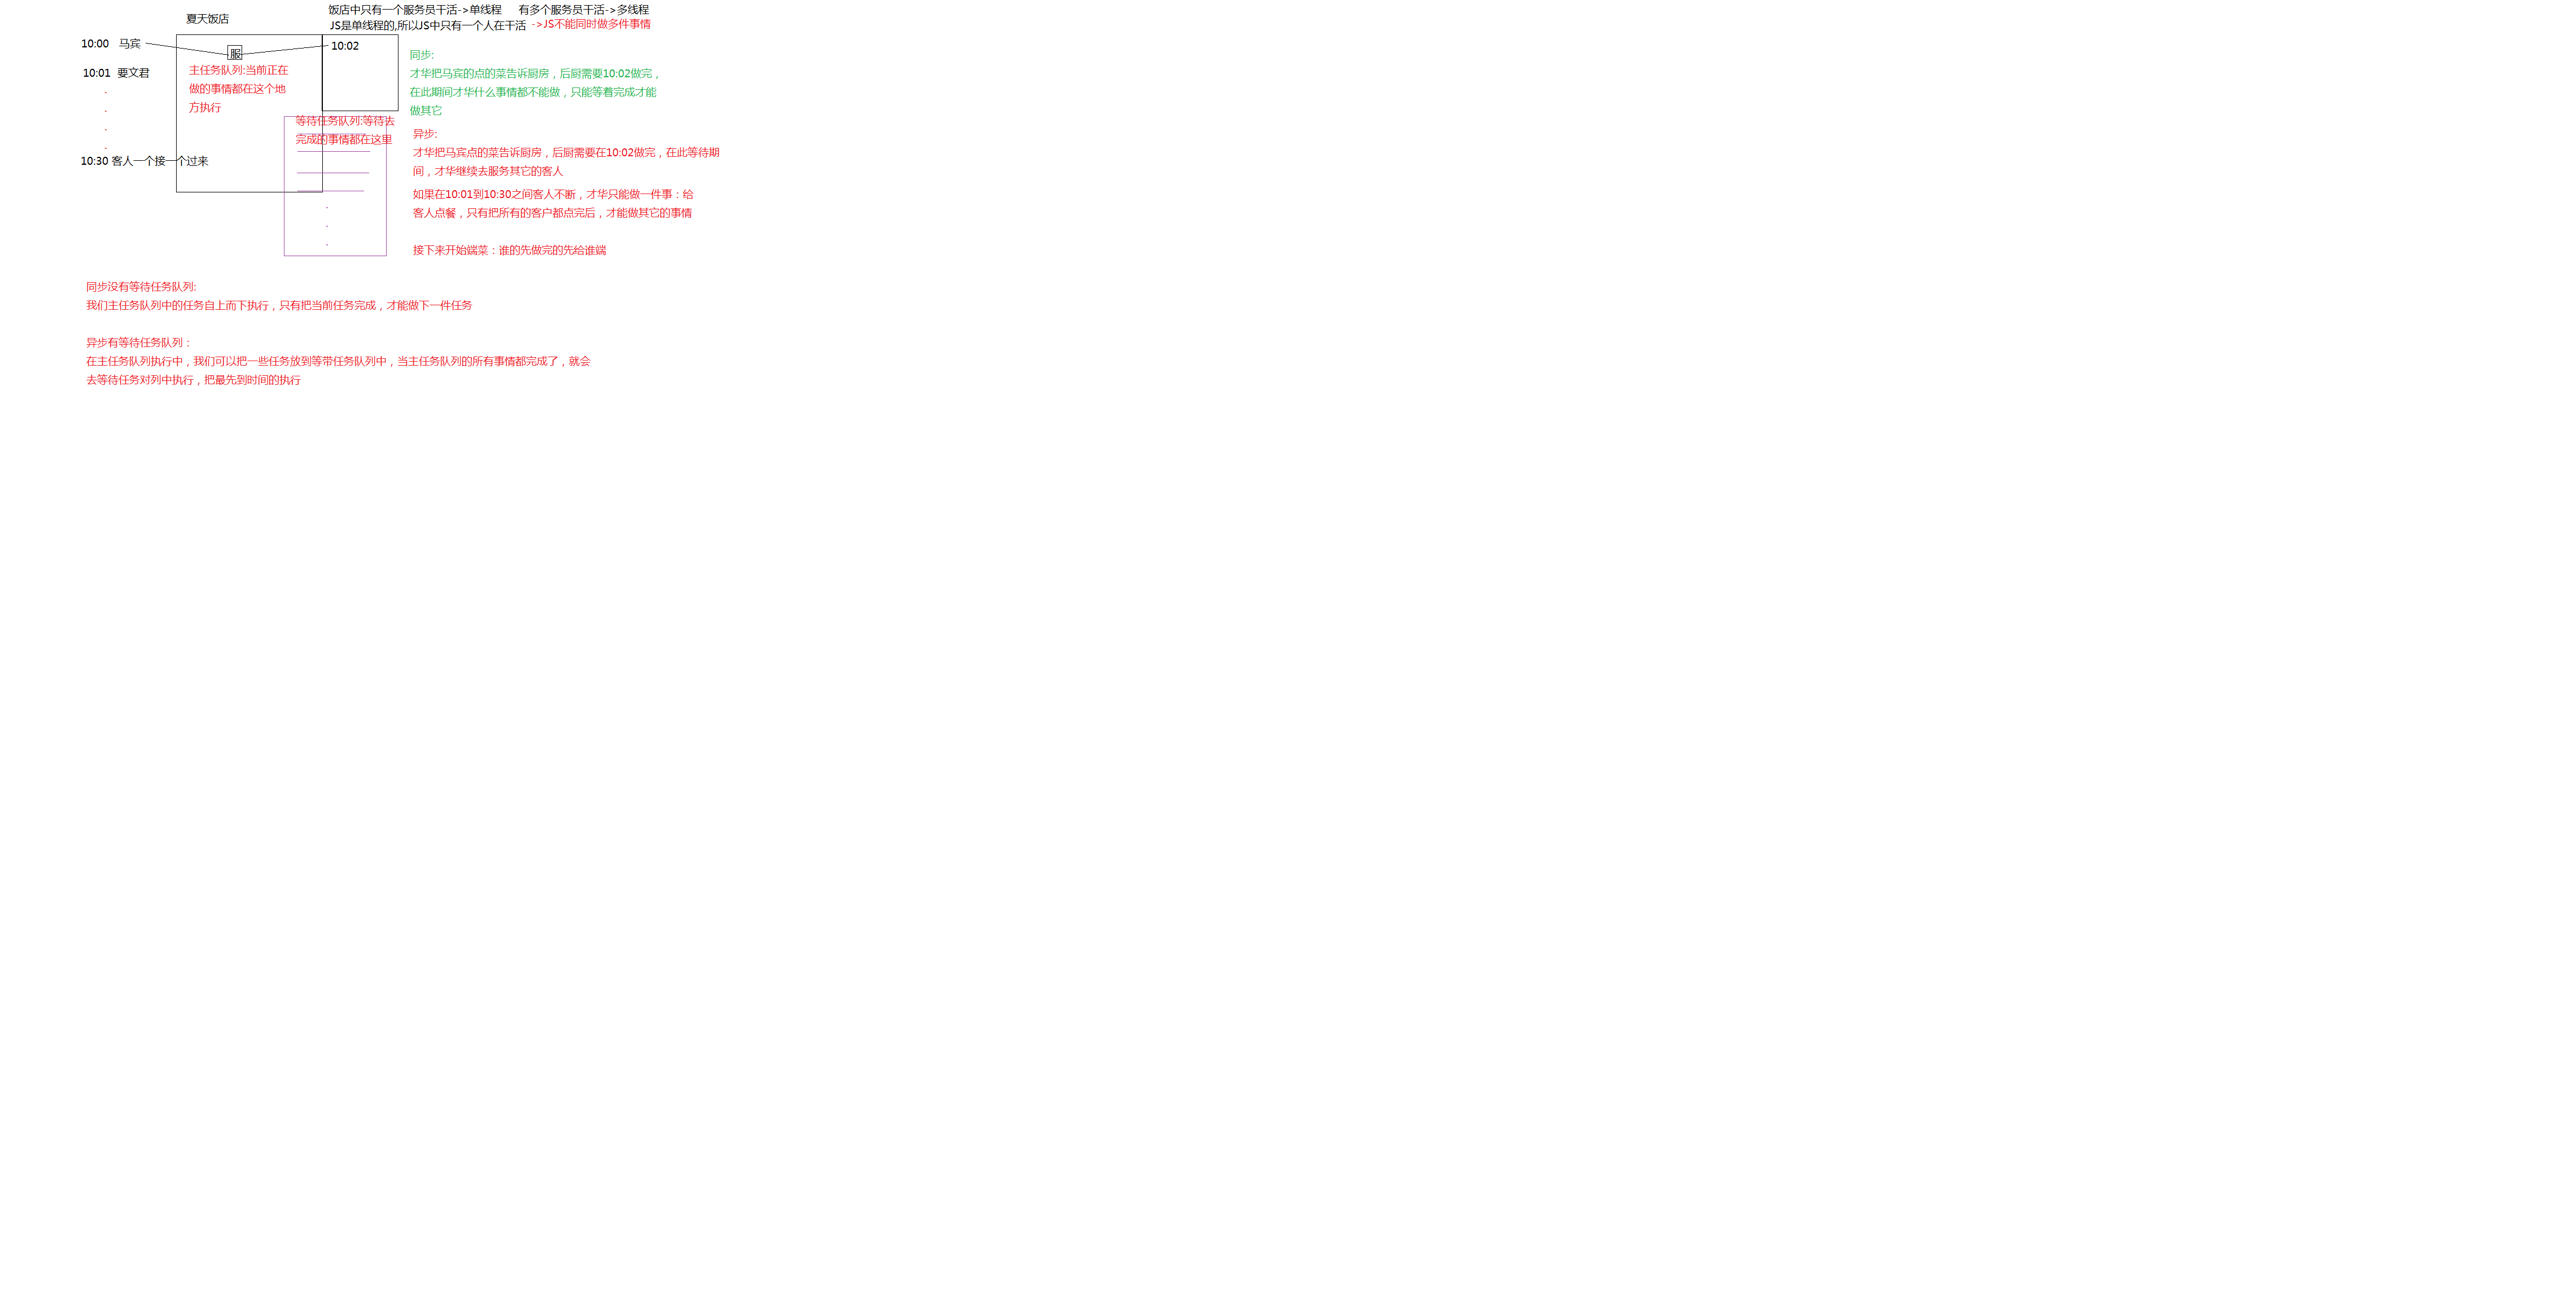 夏天饭店
饭店中只有一个服务员干活->单线程 有多个服务员干活->多线程
JS是单线程的,所以JS中只有一个人在干活 ->JS不能同时做多件事情
10:00 马宾
服
10:02
10:01 要文君
主任务队列:当前正在
做的事情都在这个地
方执行
10:30 客人一个接一个过来
等待任务队列:等待去
完成的事情都在这里
同步:
才华把马宾的点的菜告诉厨房，后厨需要10:02做完，
在此期间才华什么事情都不能做，只能等着完成才能
做其它
异步:
才华把马宾点的菜告诉厨房，后厨需要在10:02做完，在此等待期
间，才华继续去服务其它的客人
如果在10:01到10:30之间客人不断，才华只能做一件事：给
客人点餐，只有把所有的客户都点完后，才能做其它的事情
接下来开始端菜：谁的先做完的先给谁端
同步没有等待任务队列:
我们主任务队列中的任务自上而下执行，只有把当前任务完成，才能做下一件任务
异步有等待任务队列：
在主任务队列执行中，我们可以把一些任务放到等带任务队列中，当主任务队列的所有事情都完成了，就会
去等待任务对列中执行，把最先到时间的执行